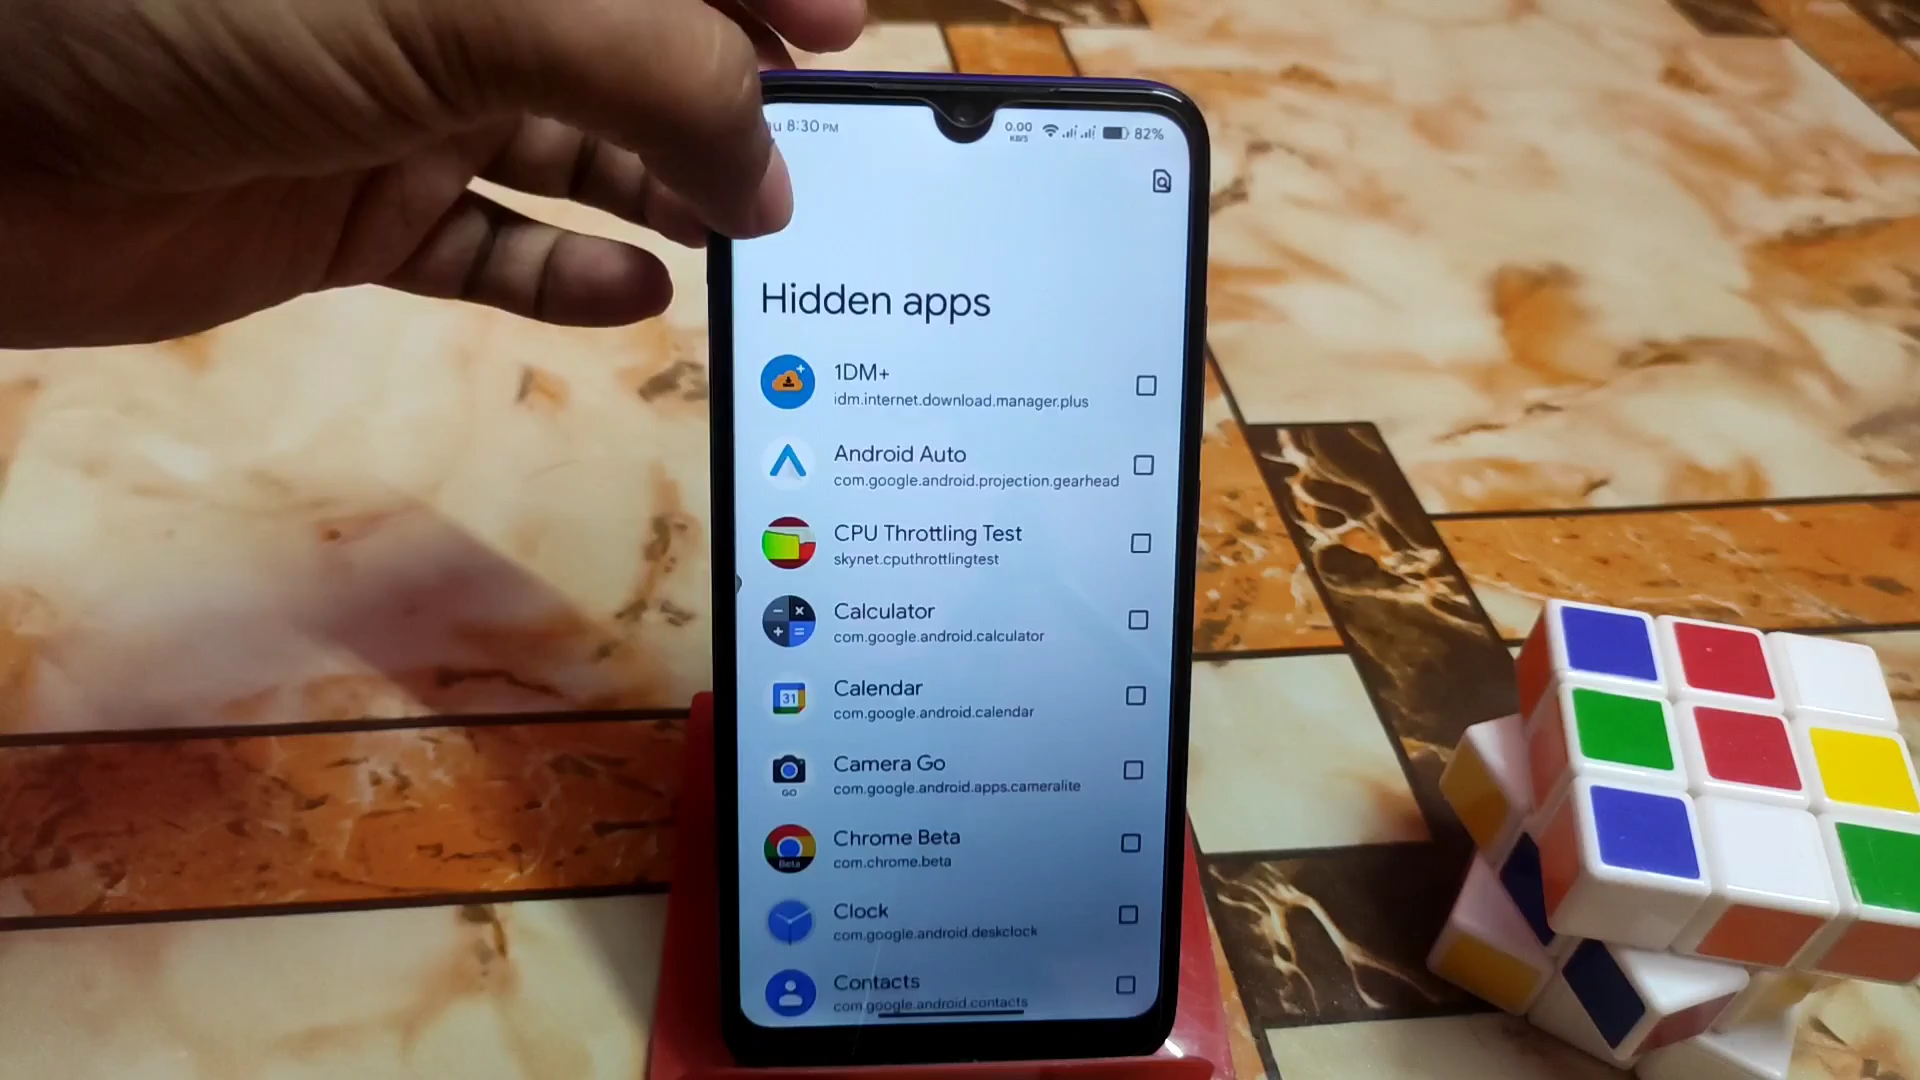 8:30 PM
0.00
KB/S
82%
Hidden apps
1DM+
idm.internet.download.manager.plus
Android Auto
com.google.android.projection.gearhead
CPU Throttling Test
skynet.cputhrottlingtest
Calculator
com.google.android.calculator
31
Calendar
com.google.android.calendar
Camera Go
com.google.android.apps.cameralite
GO
Chrome Beta
com.chrome.beta
Beta
Clock
com.google.android.deskclock
Contacts
com.google.android.contacts